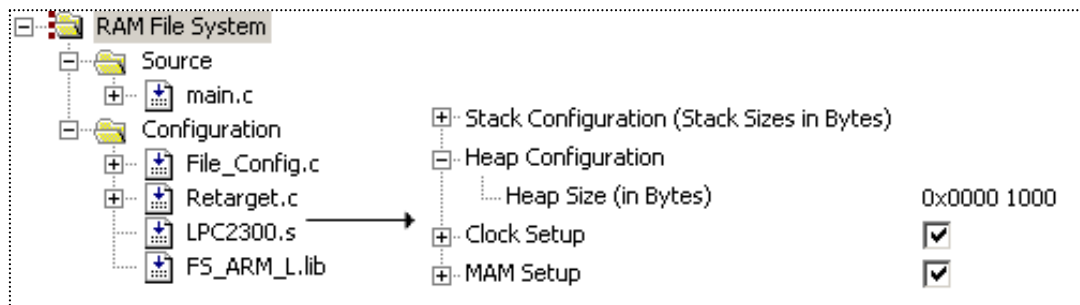 RAM File System
Source
main.c
Configuration
File_Config.c
Retarget.c
LPC2300.s
FS_ARM_L.lib
Stack Configuration (Stack Sizes in Bytes)
Heap Configuration
Heap Size (in Bytes) 0x0000 1000
Clock Setup
MAM Setup